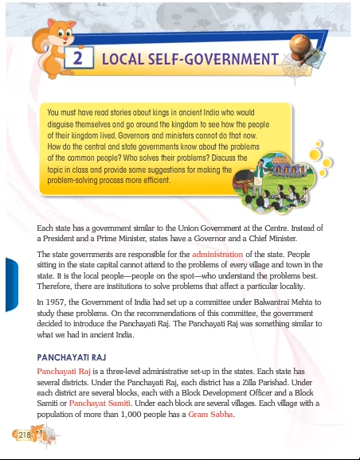 2 LOCAL SELF-GOVERNMENT
You must have read stories about kings in ancient India who would
disguise themselves and go around the kingdom to see how the people
of their kingdom lived. Governors and ministers cannot do that now.
How do the central and state governments know about the problems
of the common people? Who solves their problems? Discuss the
topic in class and provide some suggestions for making the
problem-solving process more efficient.
Each state has a government similar to the Union Government at the Centre. Instead of
a President and a Prime Minister, states have a Governor and a Chief Minister.
The state governments are responsible for the administration of the state. People
sitting in the state capital cannot attend to the problems of every village and town in the
state. It is the local people—people on the spot—who understand the problems best.
Therefore, there are institutions to solve problems that affect a particular locality.
In 1957, the Government of India had set up a committee under Balwantrai Mehta to
study these problems. On the recommendations of this committee, the government
decided to introduce the Panchayati Raj. The Panchayati Raj was something similar to
what we had in ancient India.
PANCHAYATI RAJ
Panchayati Raj is a three-level administrative set-up in the states. Each state has
several districts. Under the Panchayati Raj, each district has a Zilla Parishad. Under
each district are several blocks, each with a Block Development Officer and a Block
Samiti or Panchayat Samiti. Under each block are several villages. Each village with a
population of more than 1,000 people has a Gram Sabha.
218